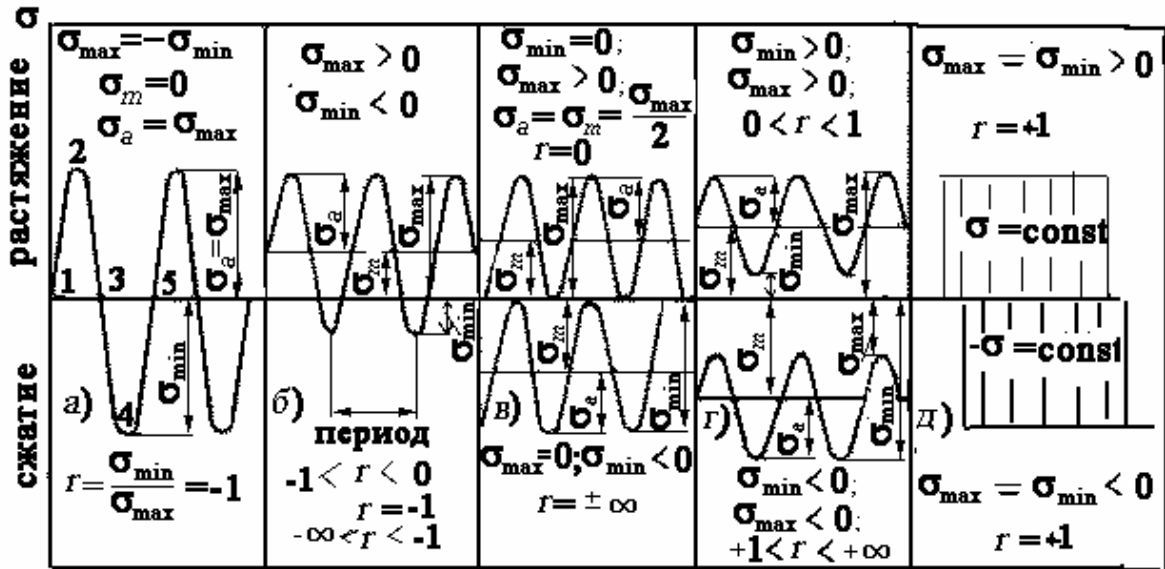 σ
растяжение
сжатие
σmax=−σmin
σm=0
σa = σmax
2
1
3
5
4
σa=σmax
σmin
а)
r=σmin/σmax=-1
σmax > 0
σmin < 0
σa
σmax
σm
σmin
б)
период
-1< r < 0
r =-1
-∞< r < -1
σmin=0;
σmax > 0;
σa= σm=σmax/2
r=0
σmax
σa
σm
σm
σa
σmin
в)
σmax=0;σmin < 0
r= ± ∞
σmin>0;
σmax > 0;
0 < r < 1
σa
σmax
σm
σmin
σm
σmax
σa
σmin
г)
σmin<0;
σmax<0;
+1< r < +∞
σmax = σmin > 0
r =+1
σ =const
-σ =const
д)
σmax = σmin < 0
r =+1